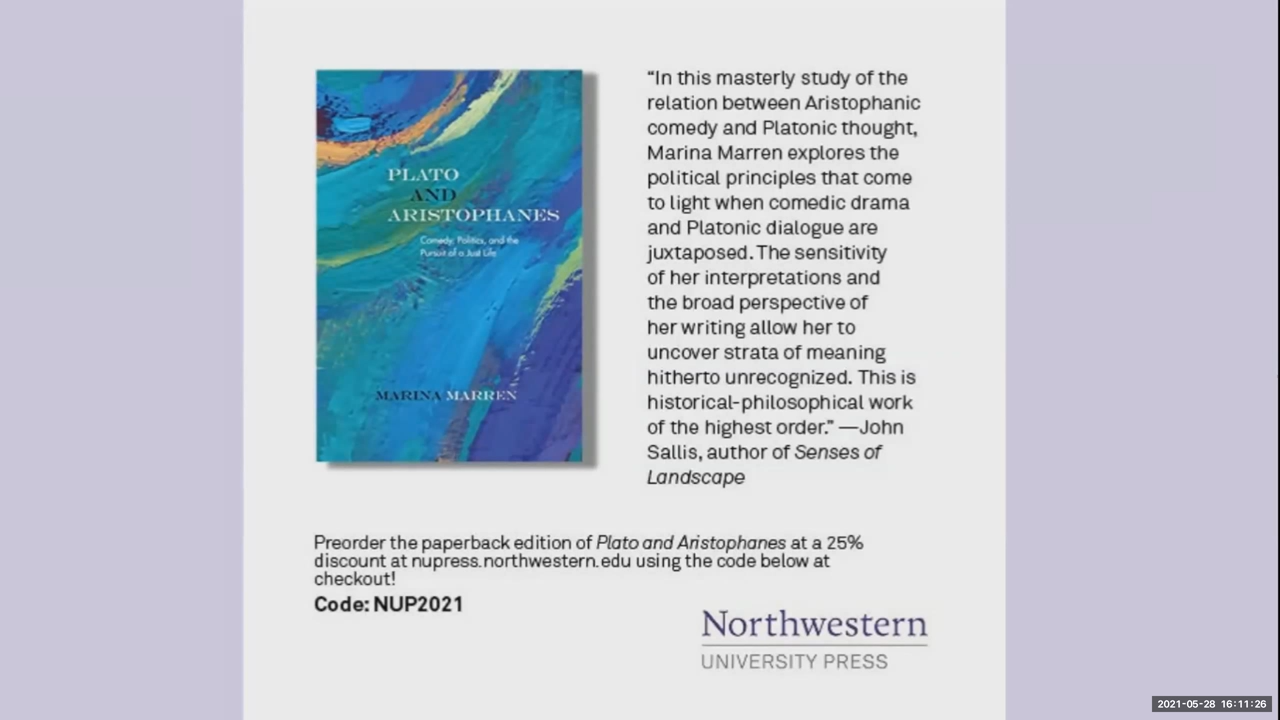 PLATO
AND
ARISTOPHANES
Comedy, Politics, and the
Pursuit of a Just Life
MARINA MARREN
“In this masterly study of the
relation between Aristophanic
comedy and Platonic thought,
Marina Marren explores the
political principles that come
to light when comedic drama
and Platonic dialogue are
juxtaposed. The sensitivity
of her interpretations and
the broad perspective of
her writing allow her to
uncover strata of meaning
hitherto unrecognized. This is
historical-philosophical work
of the highest order.” —John
Sallis, author of Senses of
Landscape
Preorder the paperback edition of Plato and Aristophanes at a 25%
discount at nupress.northwestern.edu using the code below at
checkout!
Code: NUP2021
Northwestern
UNIVERSITY PRESS
2021-05-28 16:11:26